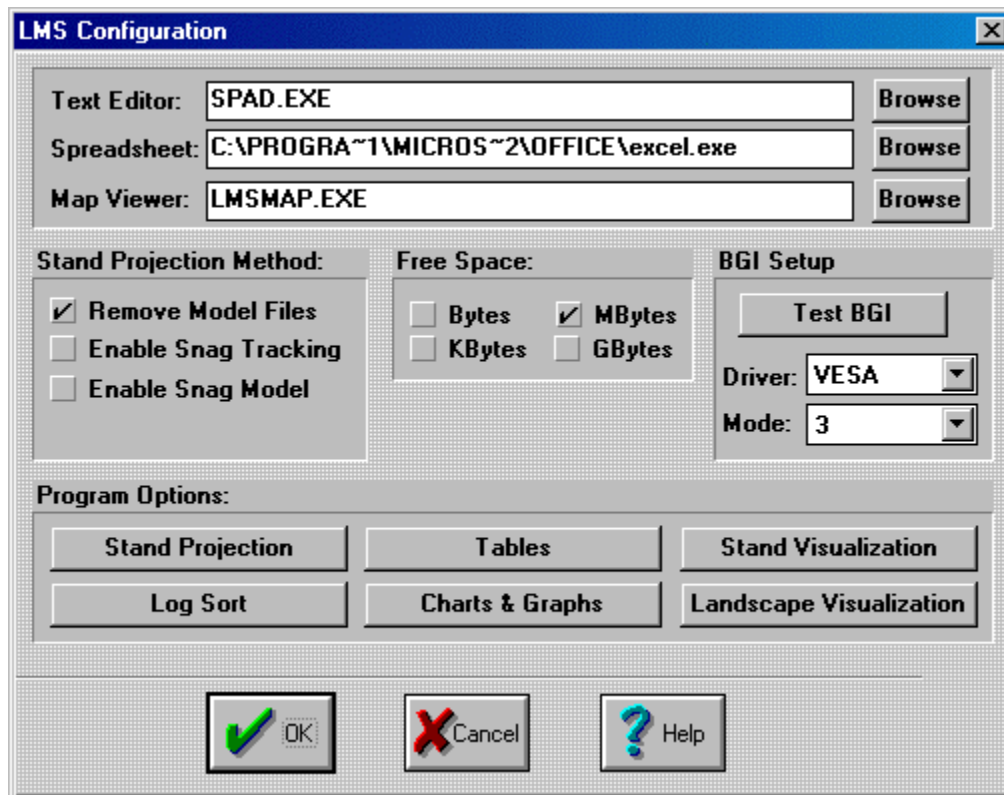 LMS Configuration
Text Editor: SPAD.EXE Browse
Spreadsheet: C:\PROGRA~1\MICROS~2\OFFICE\excel.exe Browse
Map Viewer: LMSMAP.EXE Browse
Stand Projection Method:
Remove Model Files
Enable Snag Tracking
Enable Snag Model
Free Space:
Bytes MBytes
KBytes GBytes
BGI Setup
Test BGI
Driver: VESA
Mode: 3
Program Options:
Stand Projection Tables Stand Visualization
Log Sort Charts & Graphs Landscape Visualization
OK Cancel Help